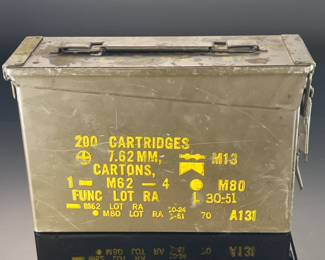 200 CARTRIDGES
7.62 MM, M13
CARTONS,
1 — M62 — 4 M80
FUNC LOT RA 30-51
M62 LOT RA
M80 LOT RA 70 A131